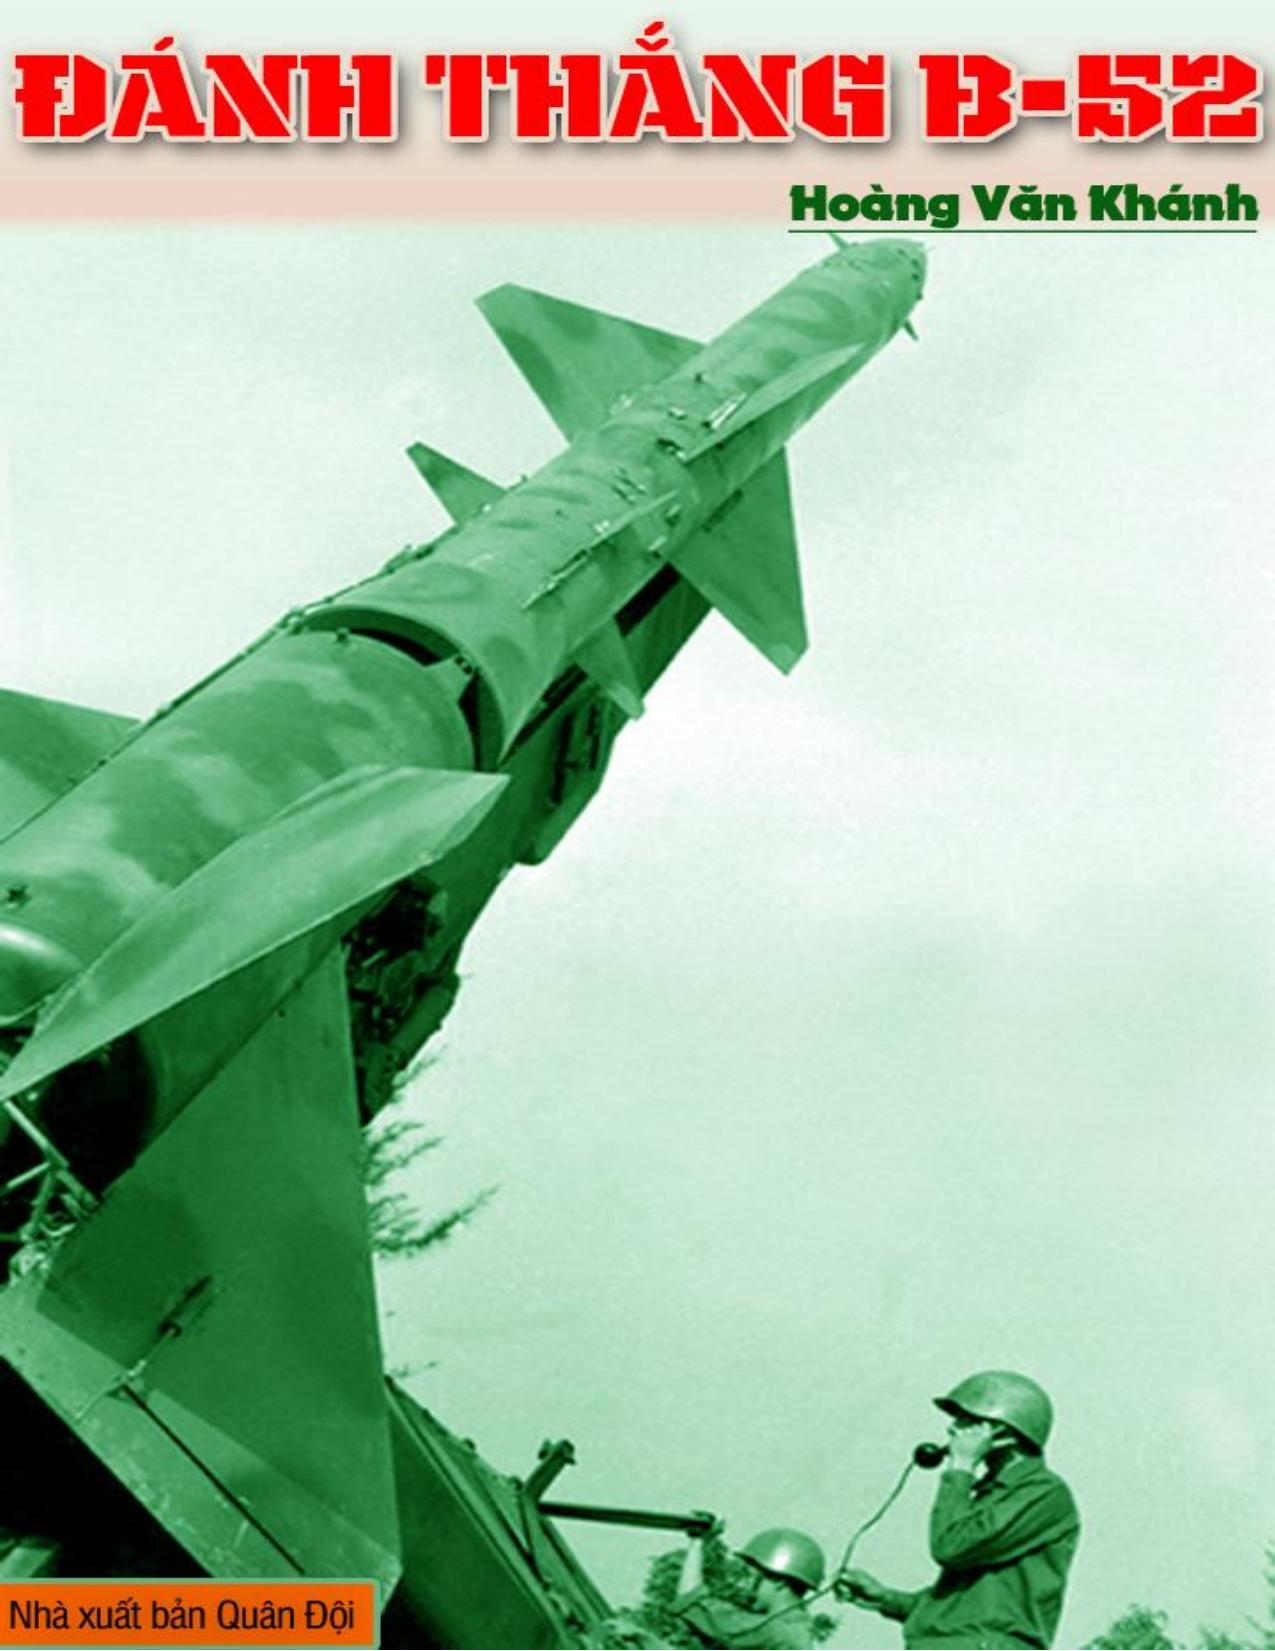 ĐÁNH THẮNG B-52
Hoàng Văn Khánh
Nhà xuất bản Quân Đội